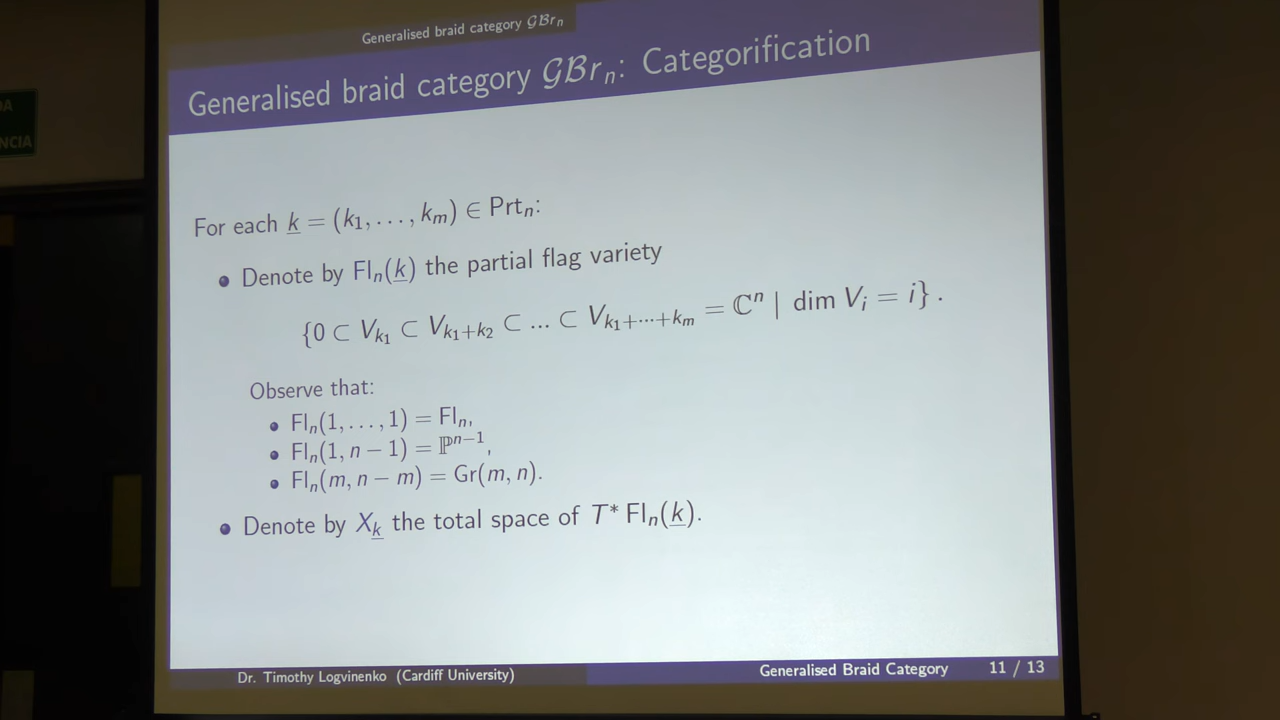 Generalised braid category 𝒢ℬr_n
Generalised braid category 𝒢ℬr_n: Categorification
DA
NCIA
For each k̲ = (k_1, . . . , k_m) ∈ Prt_n:
• Denote by Fl_n(k̲) the partial flag variety
{0 ⊂ V_{k_1} ⊂ V_{k_1+k_2} ⊂ ... ⊂ V_{k_1+···+k_m} = ℂ^n | dim V_i = i} .
Observe that:
• Fl_n(1, . . . , 1) = Fl_n,
• Fl_n(1, n − 1) = ℙ^{n−1},
• Fl_n(m, n − m) = Gr(m, n).
• Denote by X_k̲ the total space of T* Fl_n(k̲).
Dr. Timothy Logvinenko (Cardiff University) Generalised Braid Category 11 / 13